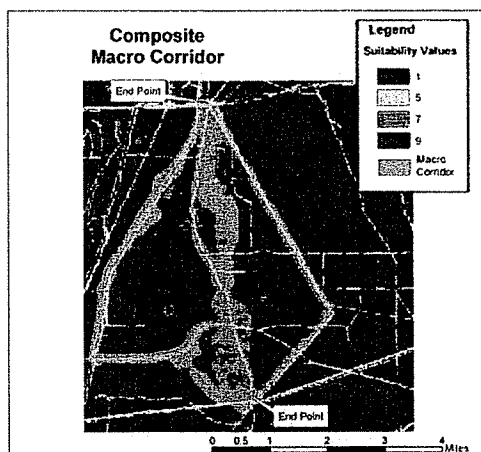 Composite
Macro Corridor
Legend
Suitability Values
1
5
7
9
Macro
Corridor
End Point
End Point
0 0.5 1 2 3 4
Miles